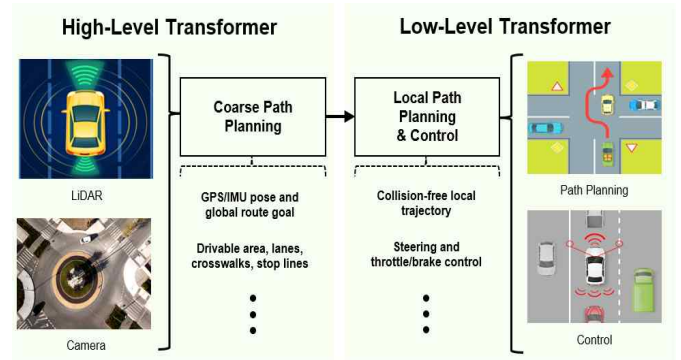 High-Level Transformer
LiDAR
Camera
Coarse Path
Planning
GPS/IMU pose and
global route goal
Drivable area, lanes,
crosswalks, stop lines
Low-Level Transformer
Local Path
Planning
& Control
Collision-free local
trajectory
Steering and
throttle/brake control
Path Planning
Control